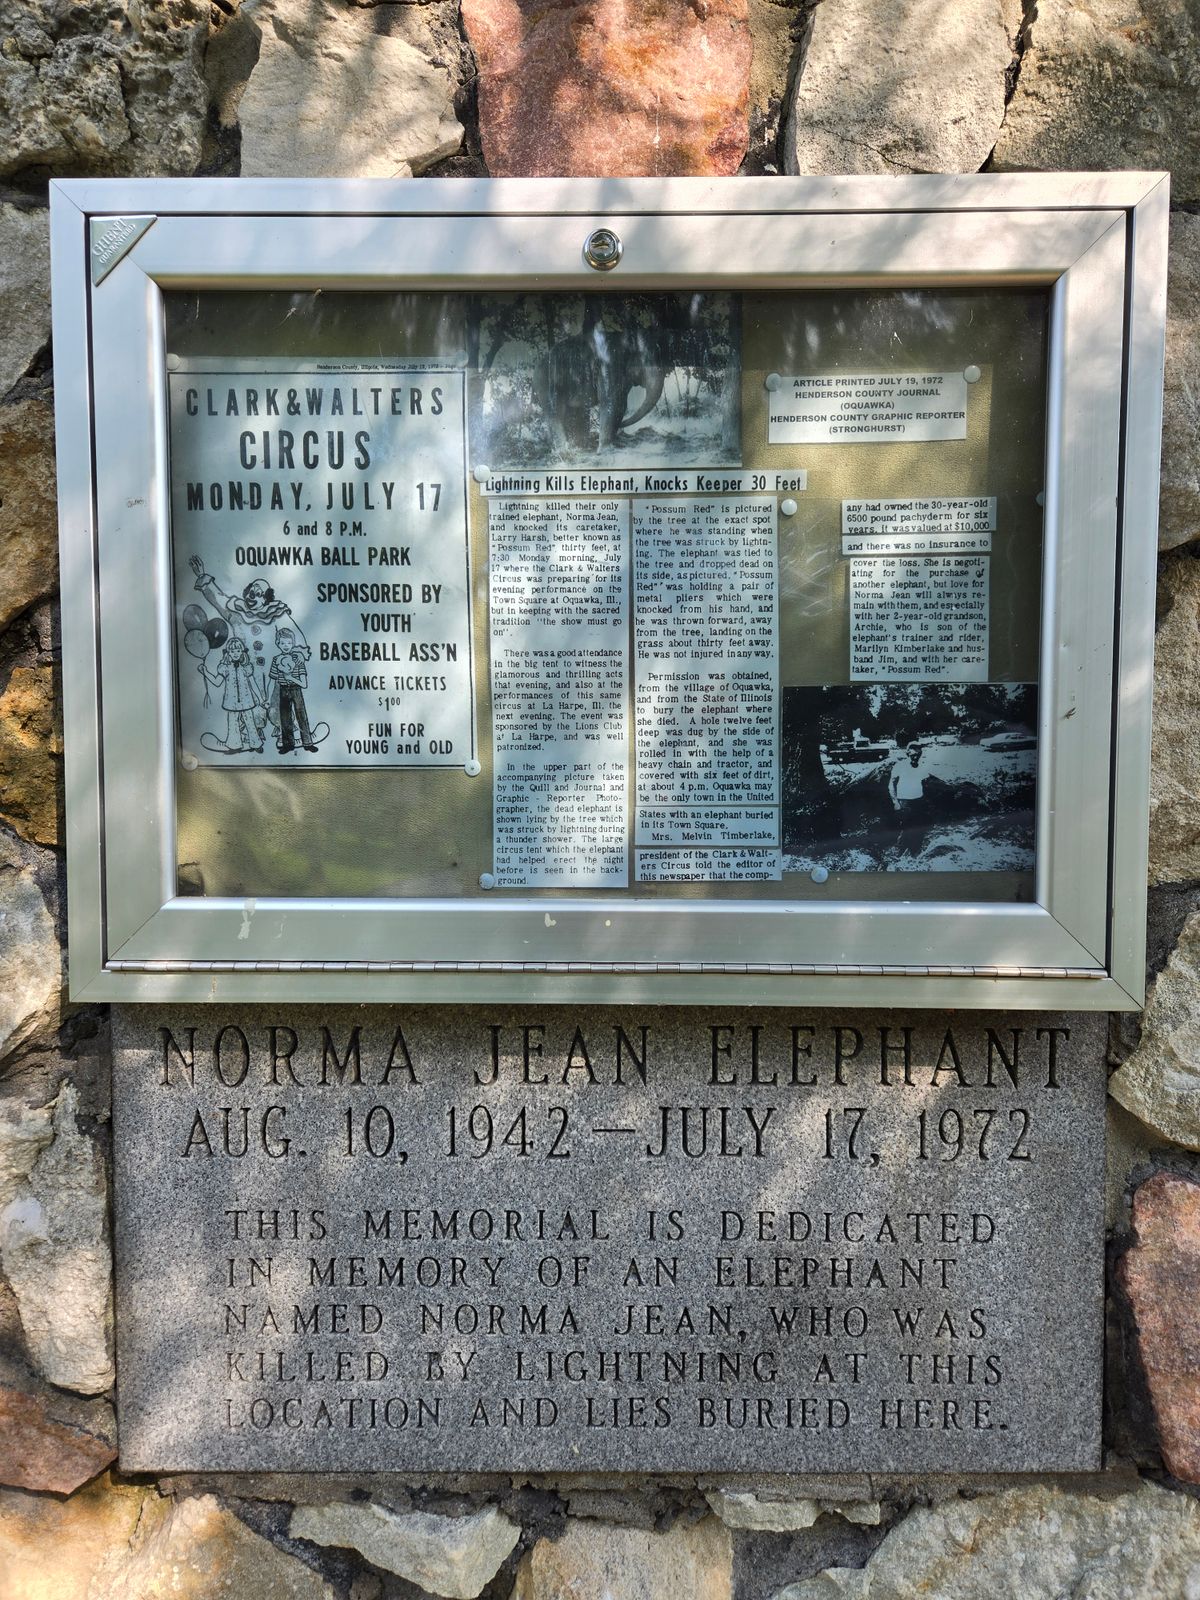 GHENT
GUARANTEED
Henderson County, Illinois, Wednesday July 12, 1972 - Page
CLARK & WALTERS
CIRCUS
MONDAY, JULY 17
6 and 8 P.M.
OQUAWKA BALL PARK
SPONSORED BY
YOUTH
BASEBALL ASS'N
ADVANCE TICKETS
$1.00
FUN FOR
YOUNG and OLD
Lightning Kills Elephant, Knocks Keeper 30 Feet
Lightning killed their only
trained elephant, Norma Jean,
and knocked its caretaker,
Larry Harsh, better known as
"Possum Red", thirty feet, at
7:30 Monday morning, July
17 where the Clark & Walters
Circus was preparing for its
evening performance on the
Town Square at Oquawka, Ill.,
but in keeping with the sacred
tradition "the show must go
on".
There was a good attendance
in the big tent to witness the
glamorous and thrilling acts
that evening, and also at the
performances of this same
circus at La Harpe, Ill. the
next evening. The event was
sponsored by the Lions Club
at La Harpe, and was well
patronized.
In the upper part of the
accompanying picture taken
by the Quill and Journal and
Graphic - Reporter Photo-
grapher, the dead elephant is
shown lying by the tree which
was struck by lightning during
a thunder shower. The large
circus tent which the elephant
had helped erect the night
before is seen in the back-
ground.
"Possum Red" is pictured
by the tree at the exact spot
where he was standing when
the tree was struck by lightn-
ing. The elephant was tied to
the tree and dropped dead on
its side, as pictured. "Possum
Red" was holding a pair of
metal pliers which were
knocked from his hand, and
he was thrown forward, away
from the tree, landing on the
grass about thirty feet away.
He was not injured in any way.
Permission was obtained,
from the village of Oquawka,
and from the State of Illinois
to bury the elephant where
she died. A hole twelve feet
deep was dug by the side of
the elephant, and she was
rolled in with the help of a
heavy chain and tractor, and
covered with six feet of dirt,
at about 4 p.m. Oquawka may
be the only town in the United
States with an elephant buried
in its Town Square.
Mrs. Melvin Timberlake,
president of the Clark & Walt-
ers Circus told the editor of
this newspaper that the comp-
ARTICLE PRINTED JULY 19, 1972
HENDERSON COUNTY JOURNAL
(OQUAWKA)
HENDERSON COUNTY GRAPHIC REPORTER
(STRONGHURST)
any had owned the 30-year-old
6500 pound pachyderm for six
years. it was valued at $10,000
and there was no insurance to
cover the loss. She is negoti-
ating for the purchase of
another elephant, but love for
Norma Jean will always re-
main with them, and especially
with her 2-year-old grandson,
Archie, who is son of the
elephant's trainer and rider,
Marilyn Kimberlake and hus-
band Jim, and with her care-
taker, "Possum Red".
NORMA JEAN ELEPHANT
AUG. 10, 1942 — JULY 17, 1972
THIS MEMORIAL IS DEDICATED
IN MEMORY OF AN ELEPHANT
NAMED NORMA JEAN, WHO WAS
KILLED BY LIGHTNING AT THIS
LOCATION AND LIES BURIED HERE.